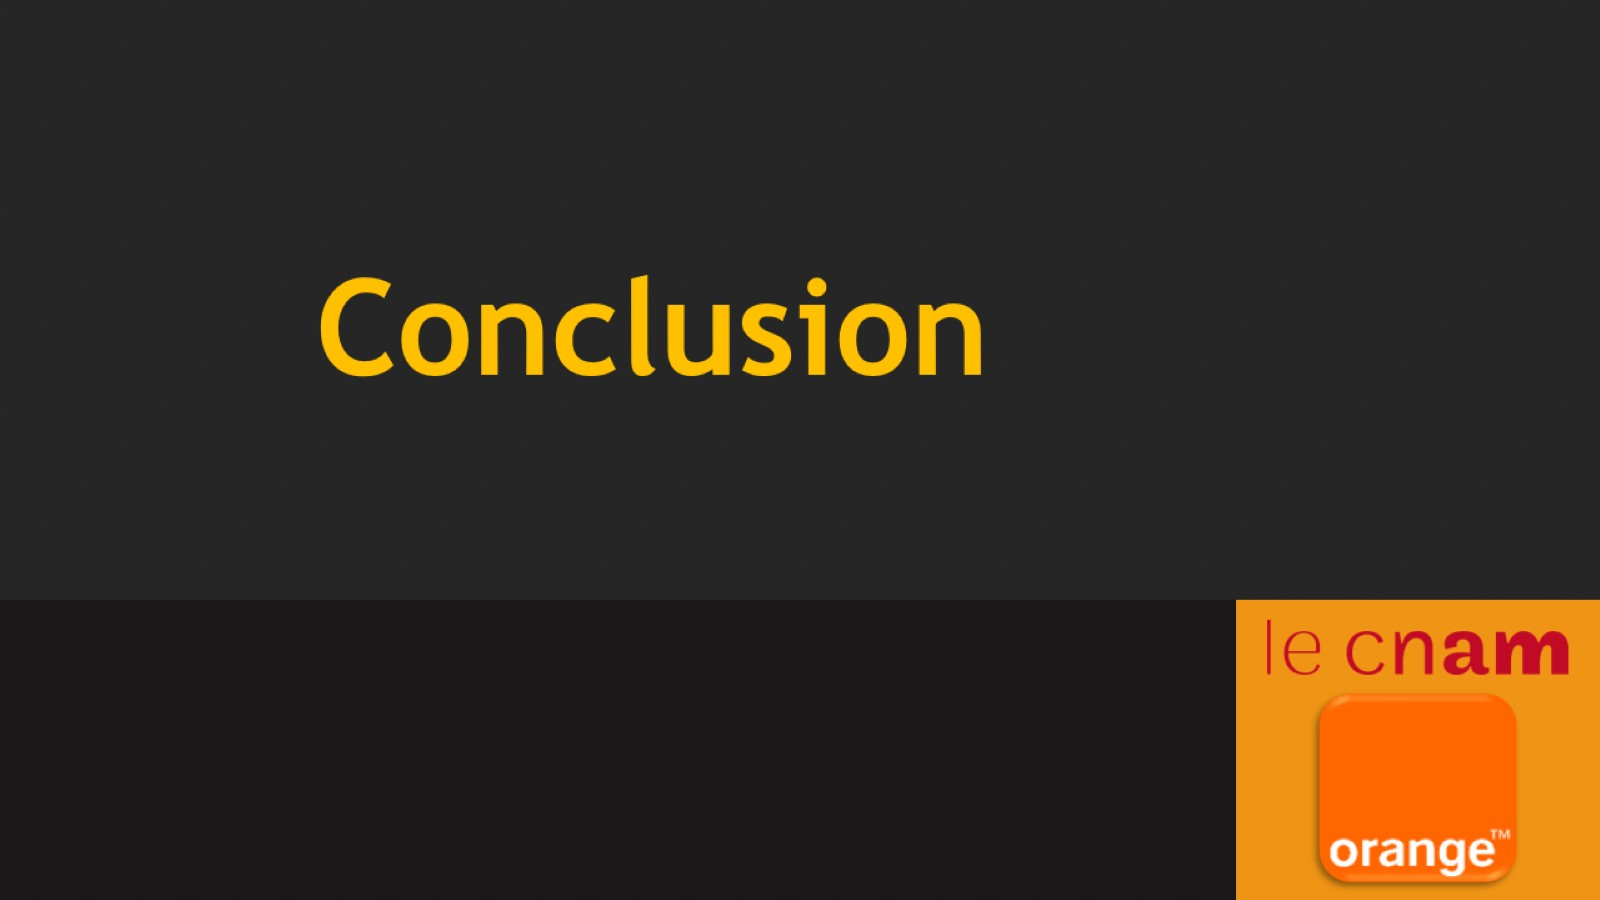 Conclusion
le cnam
orange™